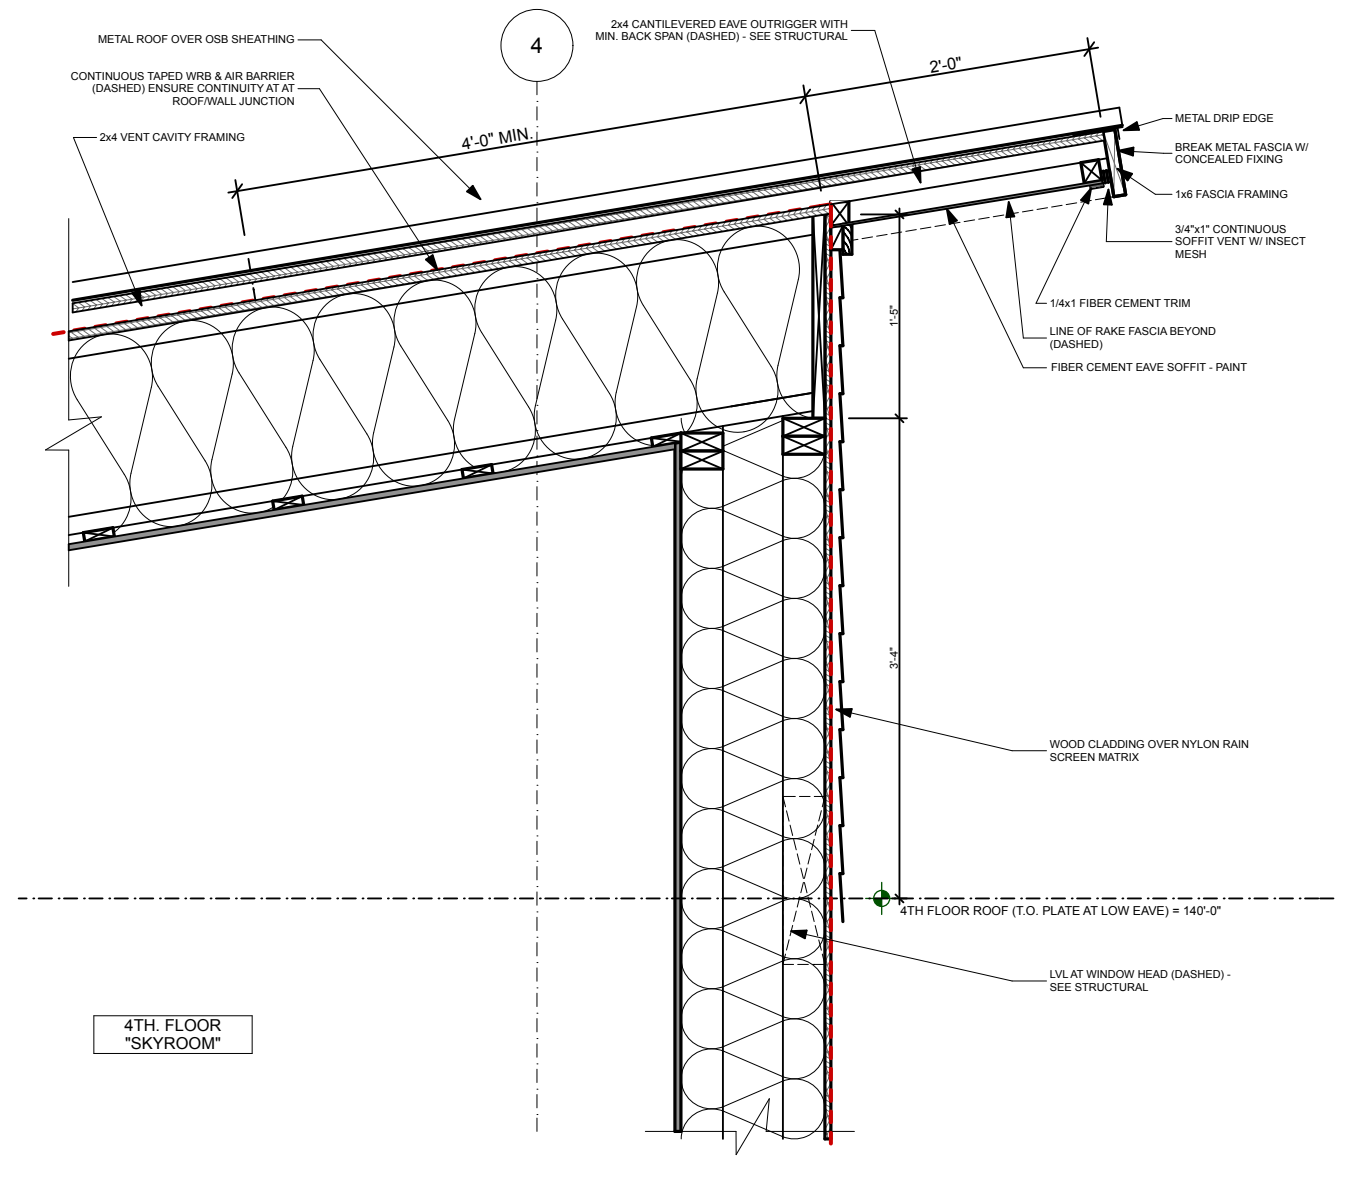 METAL ROOF OVER OSB SHEATHING
4
2x4 CANTILEVERED EAVE OUTRIGGER WITH
MIN. BACK SPAN (DASHED) - SEE STRUCTURAL
CONTINUOUS TAPED WRB & AIR BARRIER
(DASHED) ENSURE CONTINUITY AT AT
ROOF/WALL JUNCTION
2x4 VENT CAVITY FRAMING
4'-0" MIN.
2'-0"
METAL DRIP EDGE
BREAK METAL FASCIA W/
CONCEALED FIXING
1x6 FASCIA FRAMING
3/4"x1" CONTINUOUS
SOFFIT VENT W/ INSECT
MESH
1/4x1 FIBER CEMENT TRIM
LINE OF RAKE FASCIA BEYOND
(DASHED)
FIBER CEMENT EAVE SOFFIT - PAINT
1'-5"
3'-4"
WOOD CLADDING OVER NYLON RAIN
SCREEN MATRIX
4TH FLOOR ROOF (T.O. PLATE AT LOW EAVE) = 140'-0"
LVL AT WINDOW HEAD (DASHED) -
SEE STRUCTURAL
4TH. FLOOR
"SKYROOM"